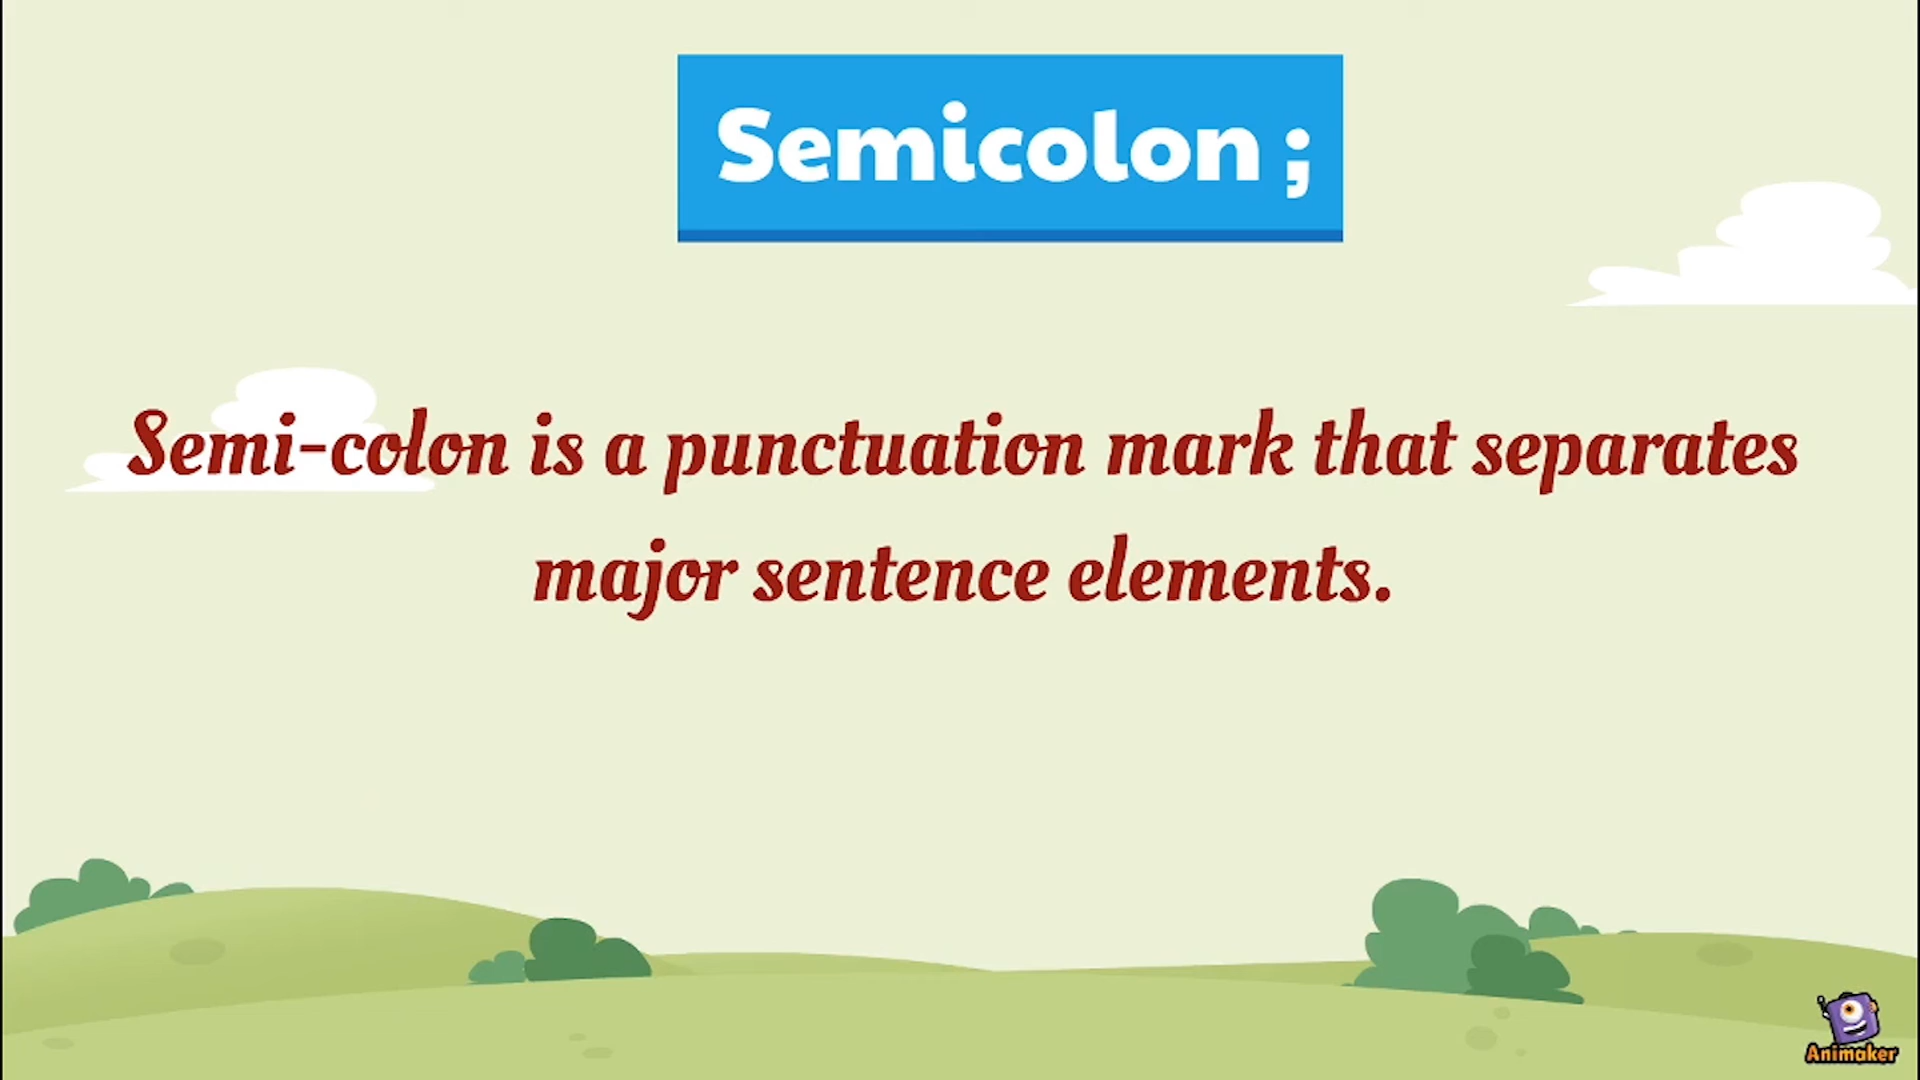 Semicolon ;
Semi-colon is a punctuation mark that separates
major sentence elements.
Animaker